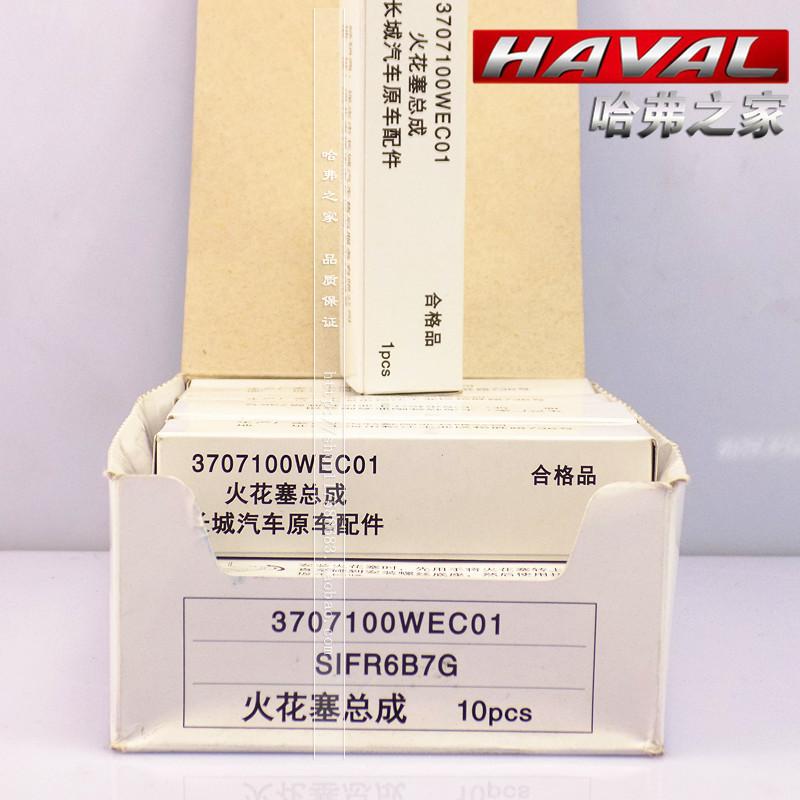 HAVAL
哈弗之家
3707100WEC01
火花塞总成
长城汽车原车配件
合格品
1pcs
哈弗之家 品质保证
3707100WEC01
火花塞总成
长城汽车原车配件
合格品
3707100WEC01
SIFR6B7G
火花塞总成 10pcs